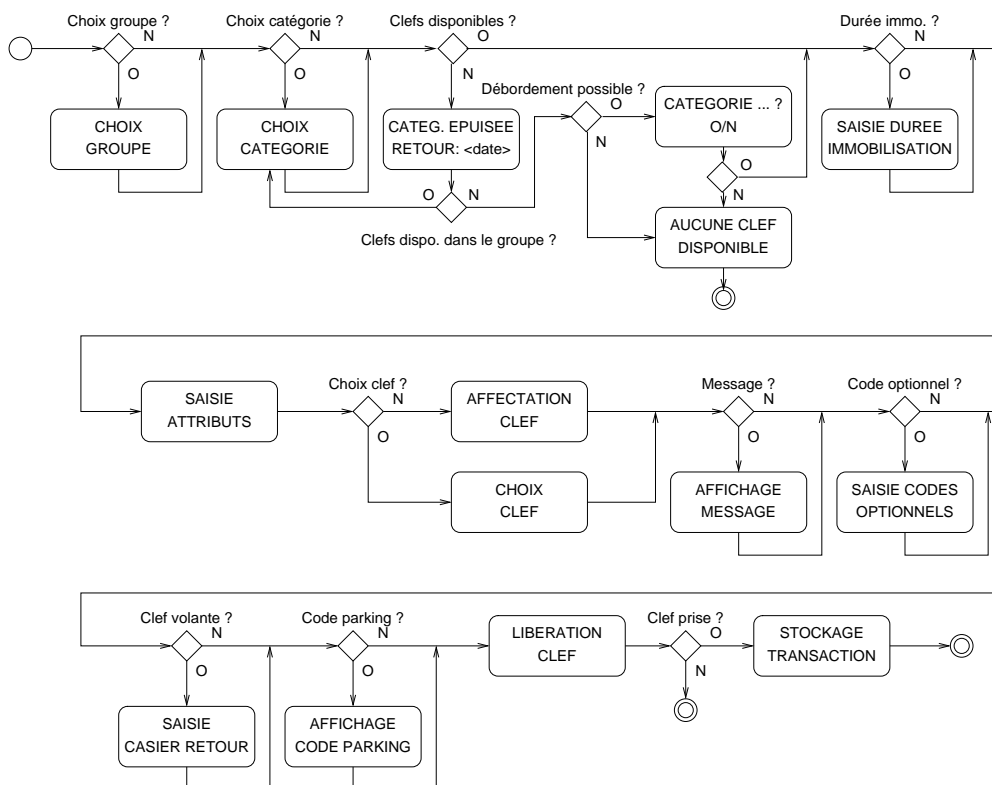 Choix groupe ?
Choix catégorie ?
Clefs disponibles ?
Durée immo. ?
N
N
O
N
O
O
N
O
Débordement possible ?
O
N
CHOIX
GROUPE
CHOIX
CATEGORIE
CATEG. EPUISEE
RETOUR: <date>
CATEGORIE ... ?
O/N
SAISIE DUREE
IMMOBILISATION
O
N
O
N
Clefs dispo. dans le groupe ?
AUCUNE CLEF
DISPONIBLE
Choix clef ?
Message ?
Code optionnel ?
N
N
N
O
O
O
SAISIE
ATTRIBUTS
AFFECTATION
CLEF
CHOIX
CLEF
AFFICHAGE
MESSAGE
SAISIE CODES
OPTIONNELS
Clef volante ?
Code parking ?
Clef prise ?
N
N
O
O
O
N
LIBERATION
CLEF
STOCKAGE
TRANSACTION
SAISIE
CASIER RETOUR
AFFICHAGE
CODE PARKING